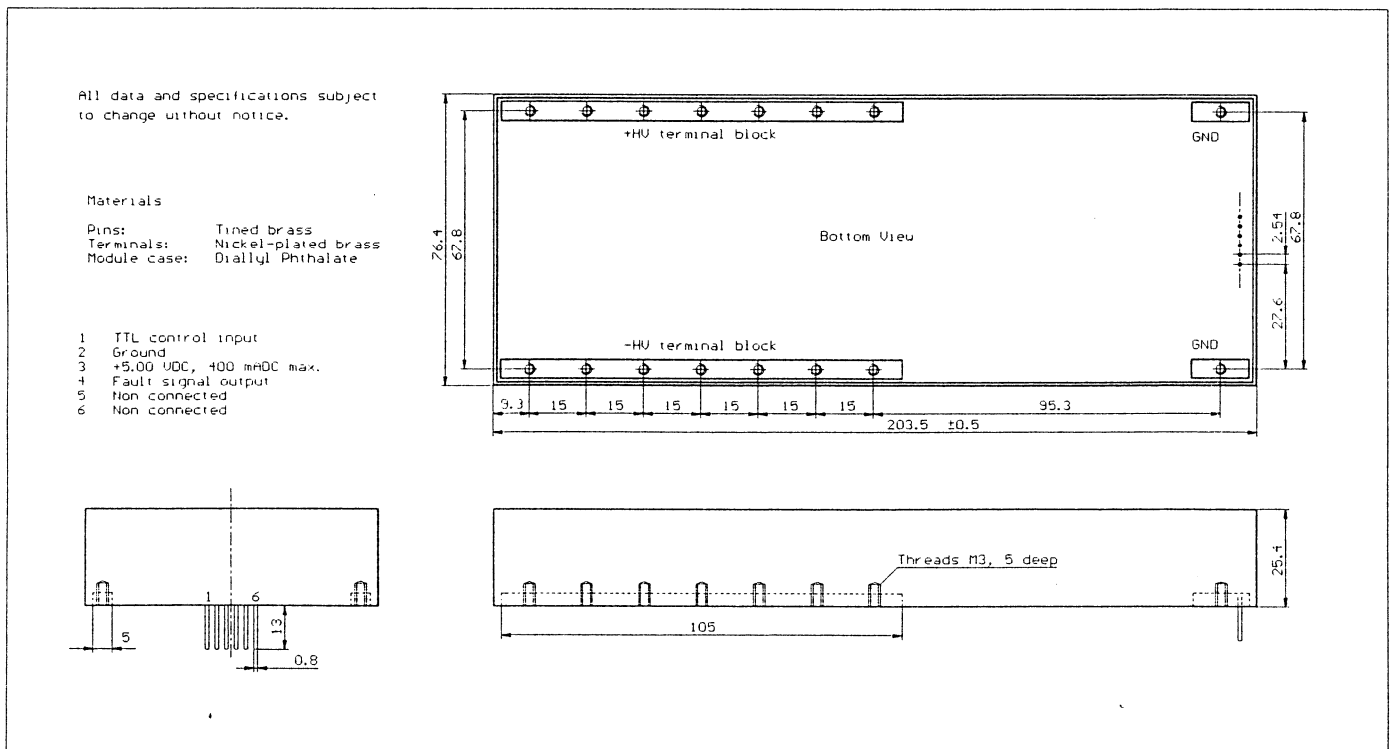 All data and specifications subject
to change without notice.
Materials
Pins: Tined brass
Terminals: Nickel-plated brass
Module case: Diallyl Phthalate
1 TTL control input
2 Ground
3 +5.00 VDC, 400 mADC max.
4 Fault signal output
5 Non connected
6 Non connected
+HV terminal block
GND
Bottom View
76.4
67.8
2.54
67.8
27.6
-HV terminal block
GND
9.3 15 15 15 15 15 15 95.3
203.5 ±0.5
1 6
13
5
0.8
Threads M3, 5 deep
25.4
105